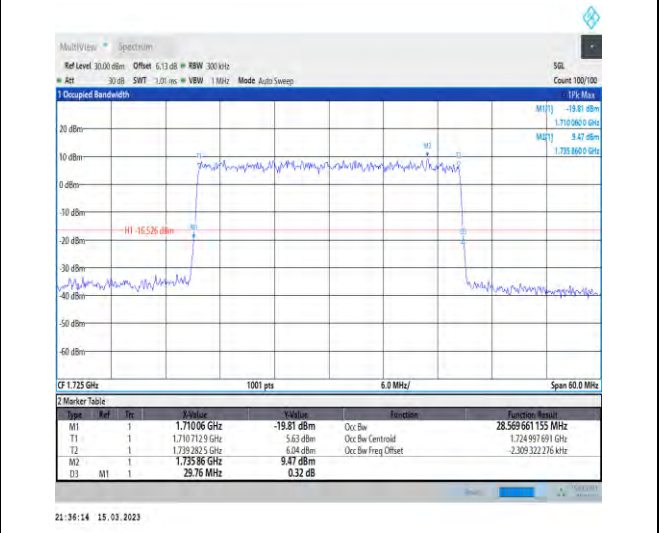 MultiView Spectrum
Ref Level 30.00 dBm Offset 6.13 dB RBW 300 kHz SGL
Att 30 dB SWT 1.01 ms VBW 1 MHz Mode Auto Sweep Count 100/100
1 Occupied Bandwidth 1Pk Max
M1[1] -19.81 dBm
1.710 060 0 GHz
M2[1] 9.47 dBm
1.735 860 0 GHz
20 dBm
M2
10 dBm
T1 T2
0 dBm
-10 dBm
H1 -16.526 dBm M1 D3
-20 dBm
-30 dBm
-40 dBm
-50 dBm
-60 dBm
CF 1.725 GHz 1001 pts 6.0 MHz/ Span 60.0 MHz
2 Marker Table
Type Ref Trc X-Value Y-Value Function Function Result
M1 1 1.710 06 GHz -19.81 dBm Occ Bw 28.569 661 155 MHz
T1 1 1.710 712 9 GHz 5.63 dBm Occ Bw Centroid 1.724 997 691 GHz
T2 1 1.739 282 5 GHz 6.04 dBm Occ Bw Freq Offset -2.309 322 276 kHz
M2 1 1.735 86 GHz 9.47 dBm
D3 M1 1 29.76 MHz 0.32 dB
21:36:14 15.03.2023